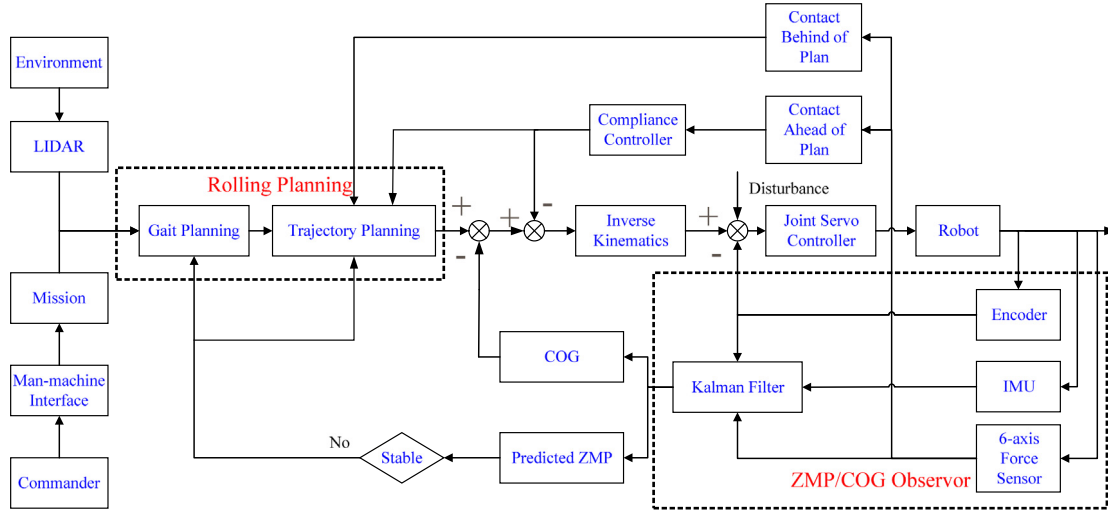 Contact
Behind of
Plan
Environment
Compliance
Controller
Contact
Ahead of
Plan
LIDAR
Rolling Planning
Disturbance
Gait Planning
Trajectory Planning
+
-
+
-
Inverse
Kinematics
+
-
Joint Servo
Controller
Robot
Mission
Encoder
COG
Man-machine
Interface
Kalman Filter
IMU
No
Stable
Predicted ZMP
6-axis
Force
Sensor
Commander
ZMP/COG Observor